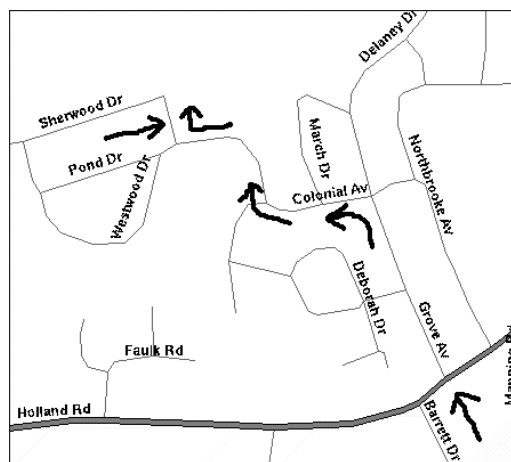 Delaney Dr
Sherwood Dr
March Dr
Northbrooke Av
Pond Dr
Westwood Dr
Colonial Av
Deborah Dr
Grove Av
Faulk Rd
Holland Rd
Barrett Dr